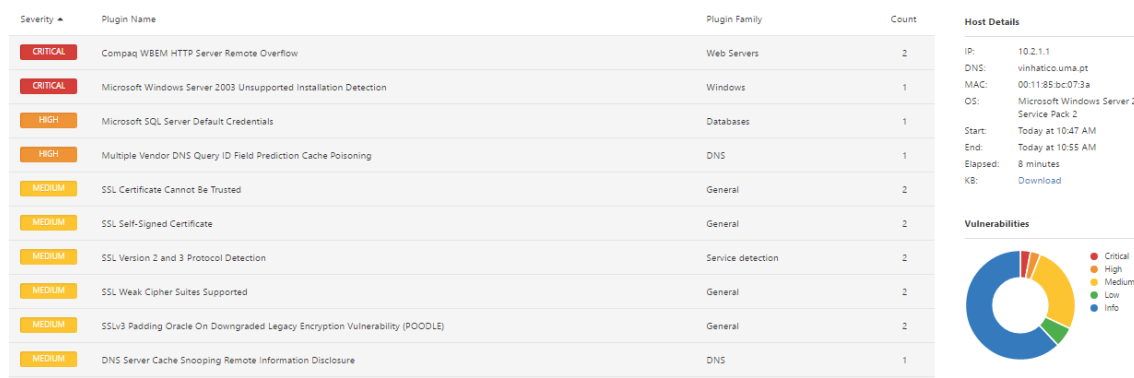 Severity Plugin Name Plugin Family Count
CRITICAL Compaq WBEM HTTP Server Remote Overflow Web Servers 2
CRITICAL Microsoft Windows Server 2003 Unsupported Installation Detection Windows 1
HIGH Microsoft SQL Server Default Credentials Databases 1
HIGH Multiple Vendor DNS Query ID Field Prediction Cache Poisoning DNS 1
MEDIUM SSL Certificate Cannot Be Trusted General 2
MEDIUM SSL Self-Signed Certificate General 2
MEDIUM SSL Version 2 and 3 Protocol Detection Service detection 2
MEDIUM SSL Weak Cipher Suites Supported General 2
MEDIUM SSLv3 Padding Oracle On Downgraded Legacy Encryption Vulnerability (POODLE) General 2
MEDIUM DNS Server Cache Snooping Remote Information Disclosure DNS 1
Host Details
IP: 10.2.1.1
DNS: vinhatico.uma.pt
MAC: 00:11:85:bc:07:3a
OS: Microsoft Windows Server 2
Service Pack 2
Start: Today at 10:47 AM
End: Today at 10:55 AM
Elapsed: 8 minutes
KB: Download
Vulnerabilities
Critical
High
Medium
Low
Info